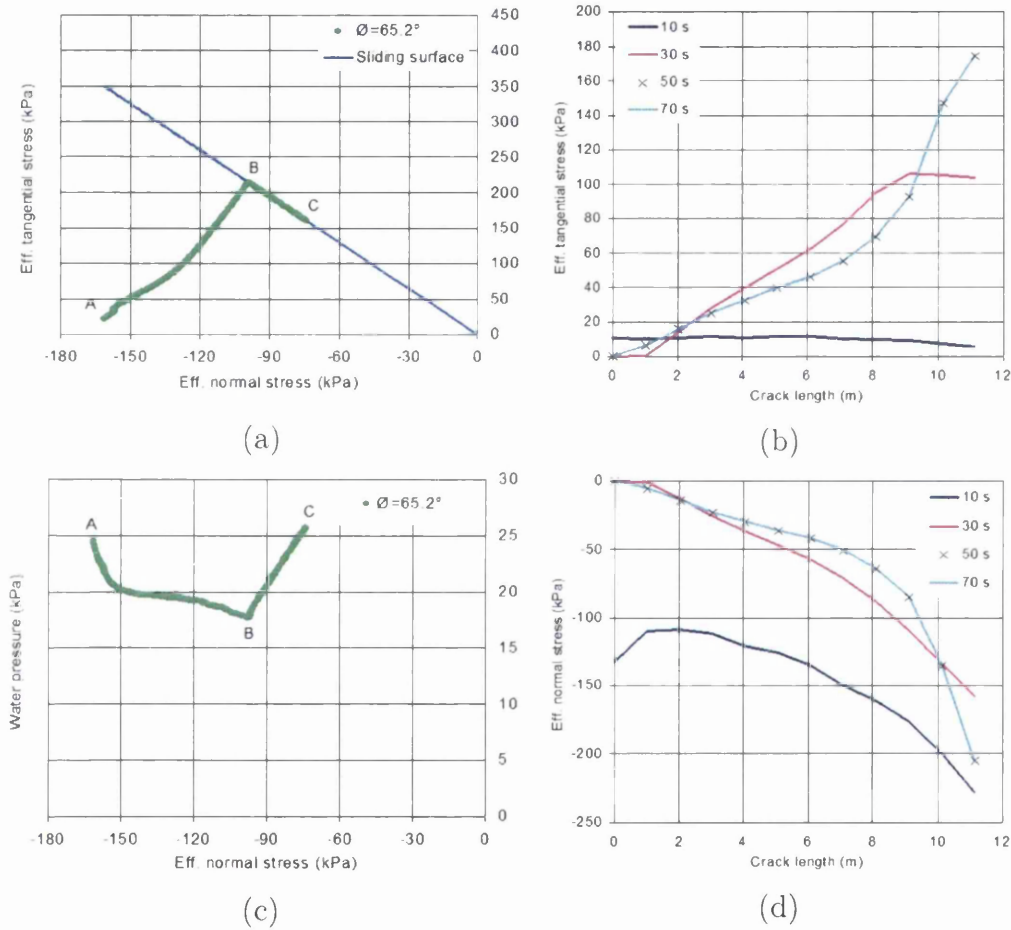 450
400
350
300
250
200
150
100
50
0
-180
-150
-120
-90
-60
-30
0
Eff. tangential stress (kPa)
Eff. normal stress (kPa)
Ø=65.2°
Sliding surface
A
B
C
(a)
200
180
160
140
120
100
80
60
40
20
0
0
2
4
6
8
10
12
Eff. tangential stress (kPa)
Crack length (m)
10 s
30 s
50 s
70 s
(b)
30
25
20
15
10
5
0
-180
-150
-120
-90
-60
-30
0
Water pressure (kPa)
Eff. normal stress (kPa)
Ø=65.2°
A
B
C
(c)
0
-50
-100
-150
-200
-250
0
2
4
6
8
10
12
Eff. normal stress (kPa)
Crack length (m)
10 s
30 s
50 s
70 s
(d)